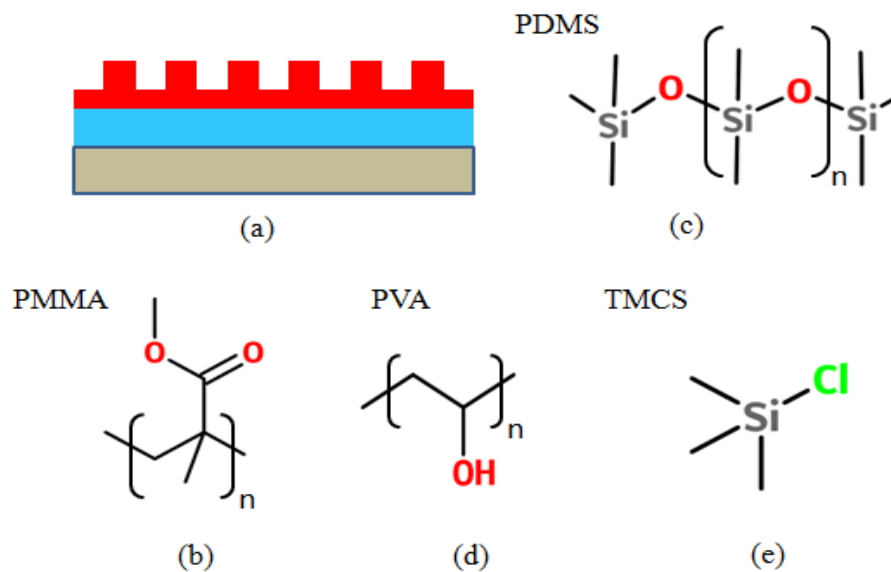 PDMS
O
O
Si
Si
Si
n
(a)
(c)
PMMA
PVA
TMCS
O
O
n
n
OH
Si
Cl
(b)
(d)
(e)